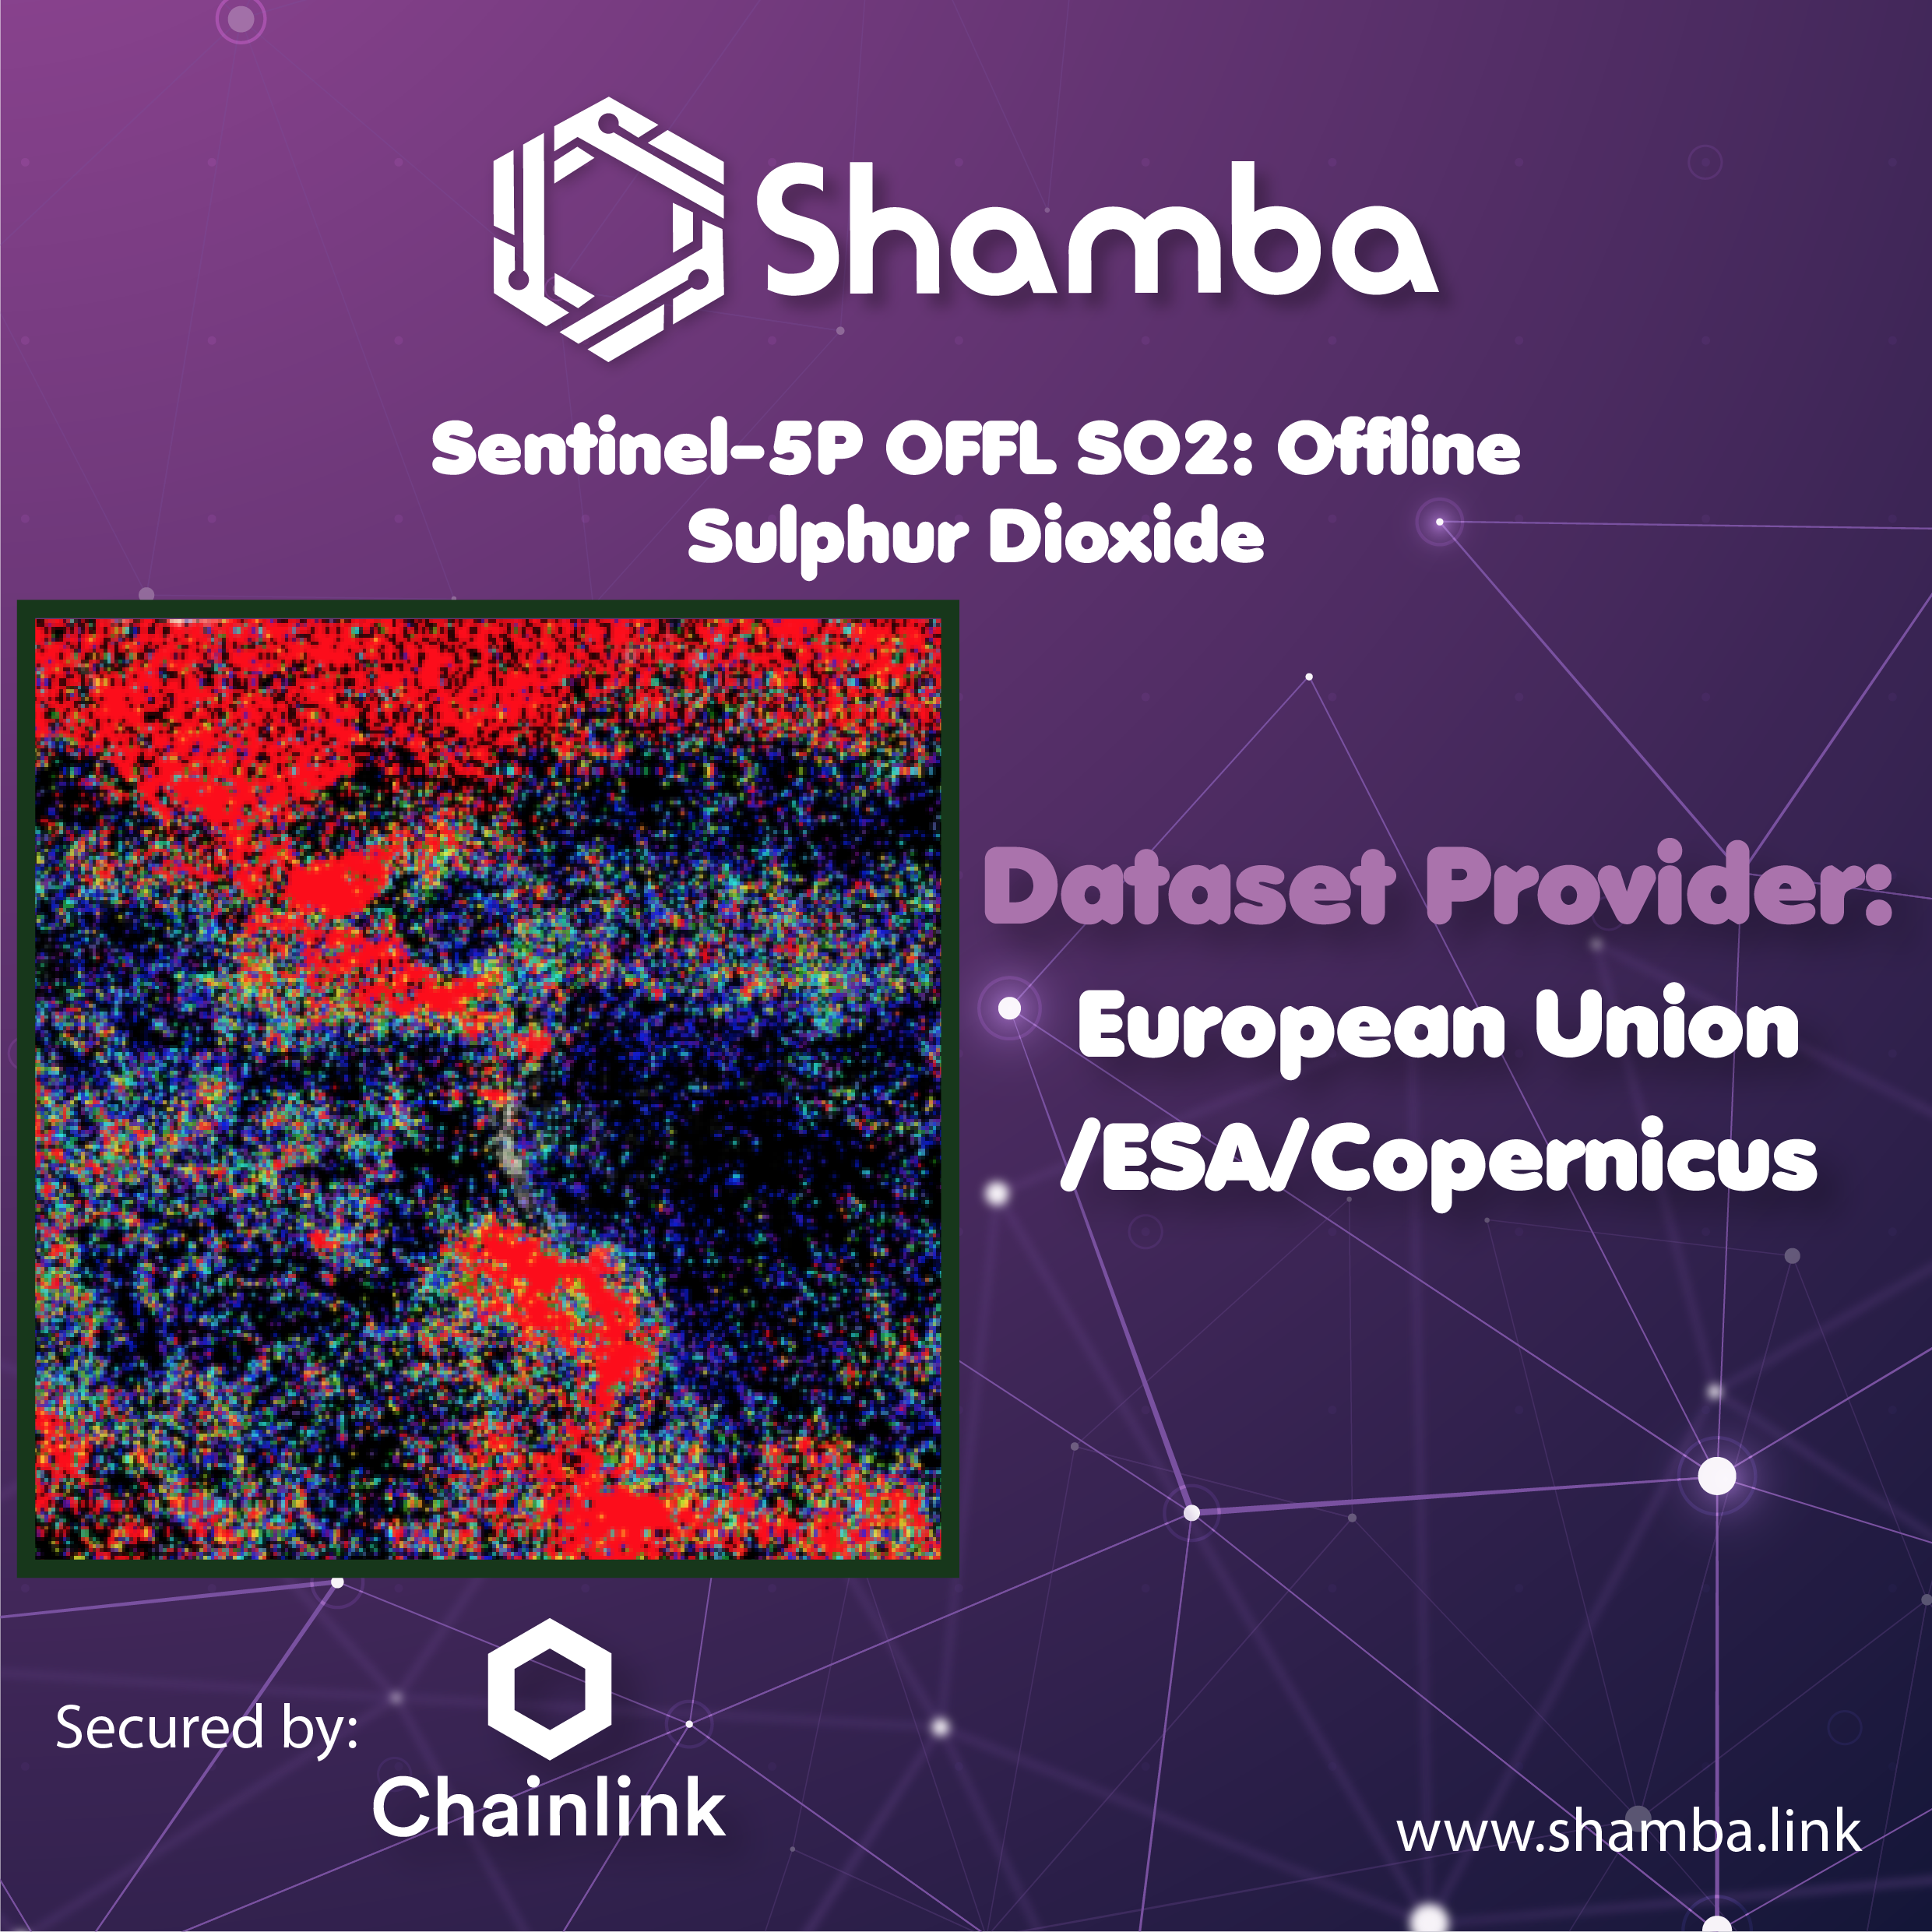 Shamba
Sentinel-5P OFFL SO2: Offline
Sulphur Dioxide
Dataset Provider:
European Union
/ESA/Copernicus
Secured by:
Chainlink
www.shamba.link